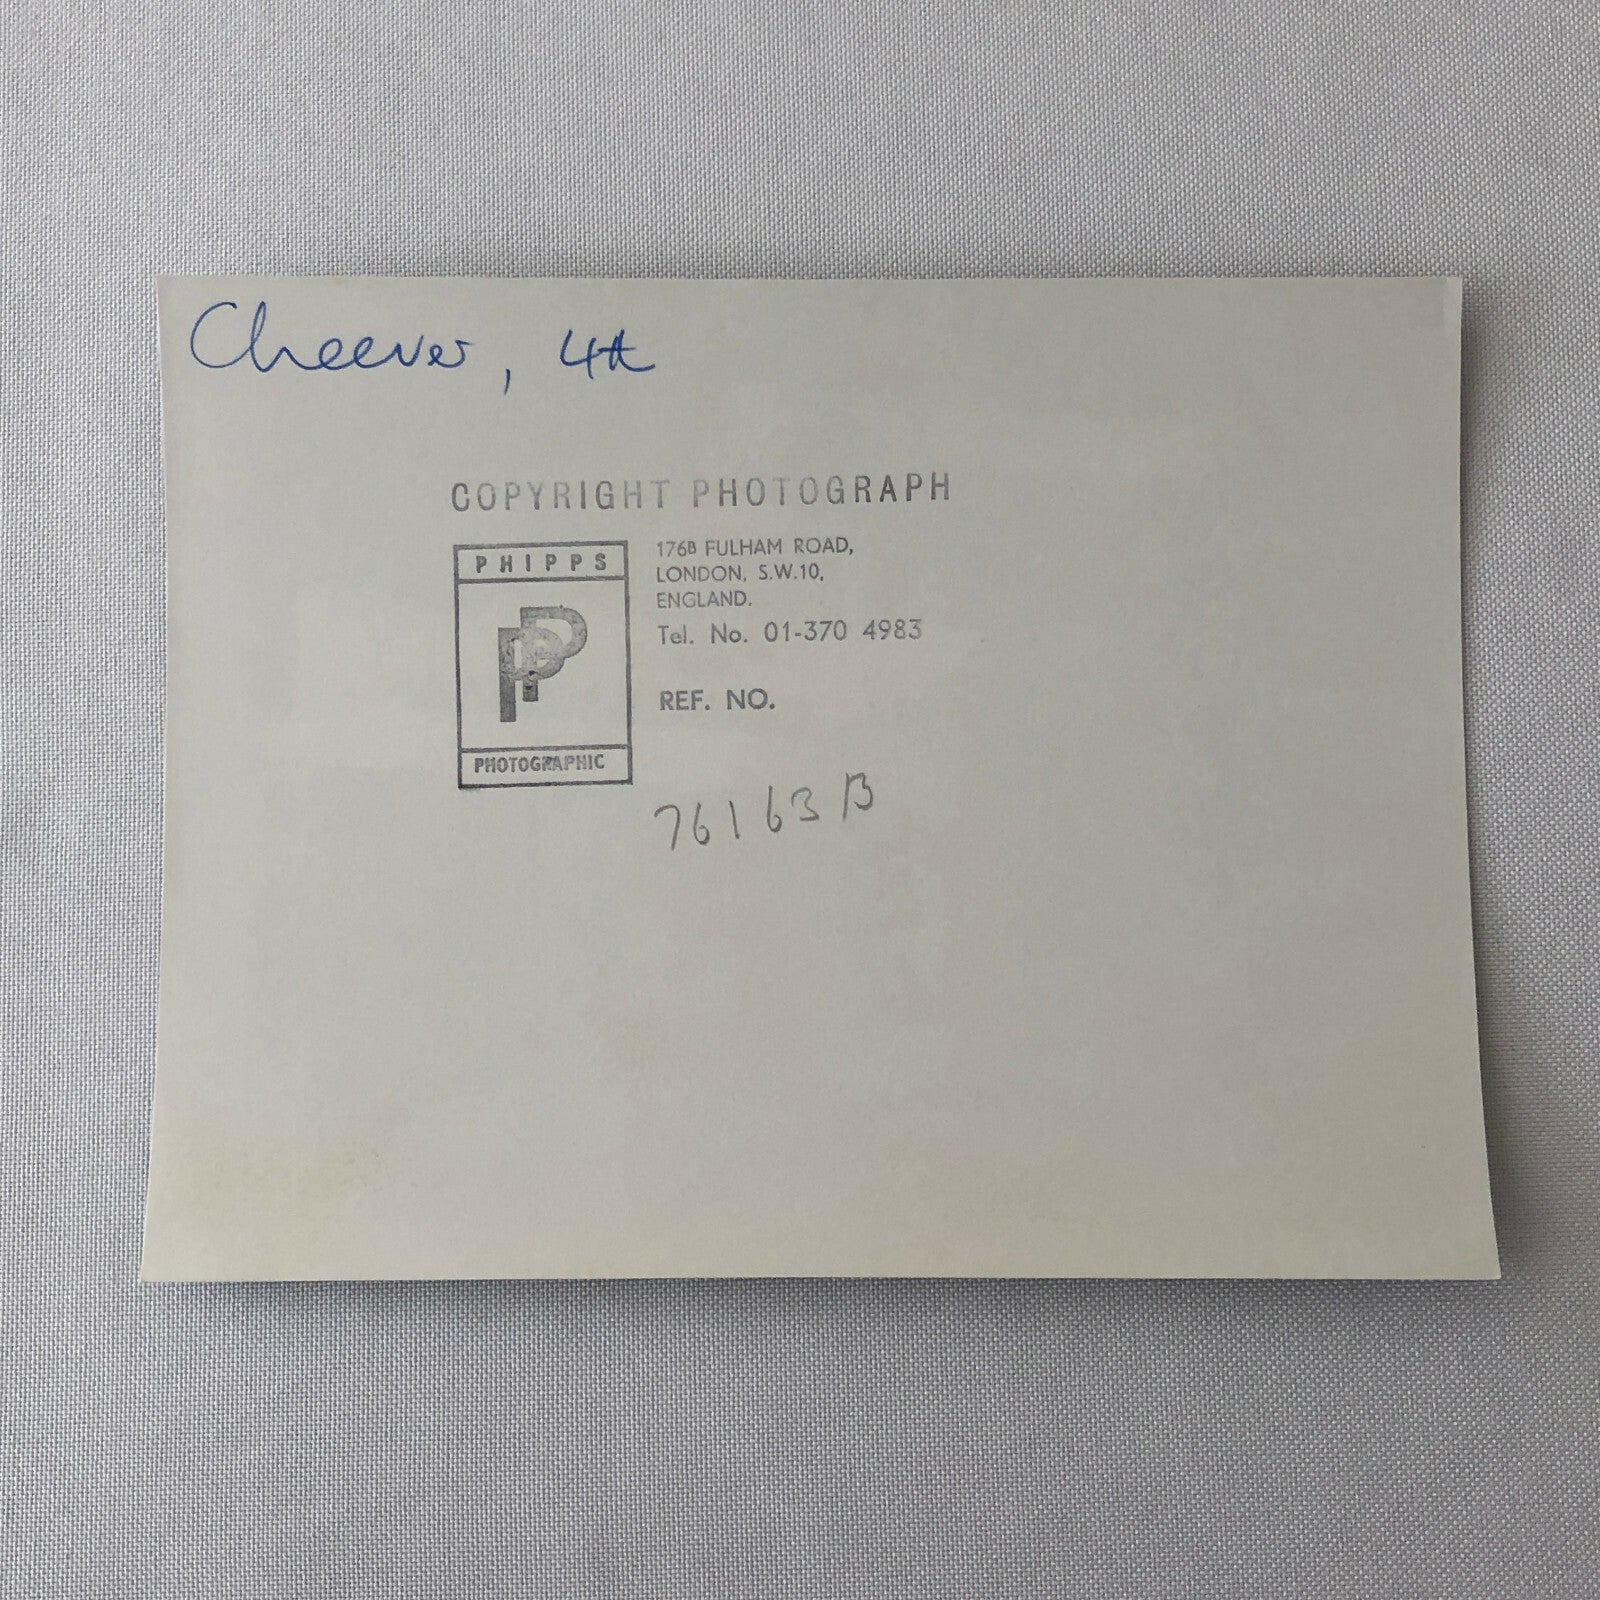 Cheever, 4th
COPYRIGHT PHOTOGRAPH
PHIPPS
PP
PHOTOGRAPHIC
176B FULHAM ROAD,
LONDON, S.W.10,
ENGLAND.
Tel. No. 01-370 4983
REF. NO.
76163B